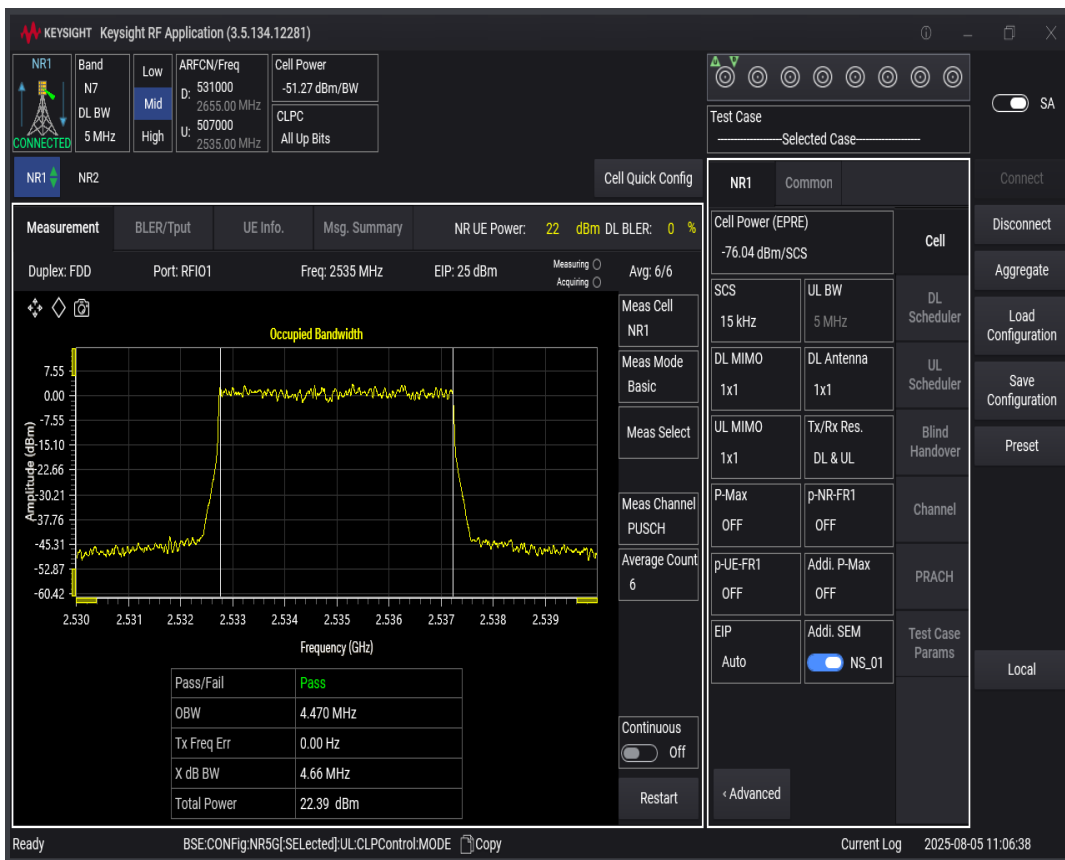 KEYSIGHT Keysight RF Application (3.5.134.12281)
NR1
CONNECTED
Band
N7
DL BW
5 MHz
Low
Mid
High
ARFCN/Freq
D: 531000
2655.00 MHz
U: 507000
2535.00 MHz
Cell Power
-51.27 dBm/BW
CLPC
All Up Bits
Test Case
Selected Case
SA
NR1
NR2
Cell Quick Config
Measurement
BLER/Tput
UE Info.
Msg. Summary
NR UE Power: 22 dBm DL BLER: 0 %
Duplex: FDD
Port: RFIO1
Freq: 2535 MHz
EIP: 25 dBm
Measuring
Acquiring
Avg: 6/6
Occupied Bandwidth
Amplitude (dBm)
7.55
0.00
-7.55
-15.10
-22.66
-30.21
-37.76
-45.31
-52.87
-60.42
2.530 2.531 2.532 2.533 2.534 2.535 2.536 2.537 2.538 2.539
Frequency (GHz)
Pass/Fail Pass
OBW 4.470 MHz
Tx Freq Err 0.00 Hz
X dB BW 4.66 MHz
Total Power 22.39 dBm
Meas Cell
NR1
Meas Mode
Basic
Meas Select
Meas Channel
PUSCH
Average Count
6
Continuous
Off
Restart
NR1
Common
Cell Power (EPRE)
-76.04 dBm/SCS
SCS
15 kHz
UL BW
5 MHz
DL MIMO
1x1
DL Antenna
1x1
UL MIMO
1x1
Tx/Rx Res.
DL & UL
P-Max
OFF
p-NR-FR1
OFF
p-UE-FR1
OFF
Addi. P-Max
OFF
EIP
Auto
Addi. SEM
NS_01
‹ Advanced
Cell
DL
Scheduler
UL
Scheduler
Blind
Handover
Channel
PRACH
Test Case
Params
Connect
Disconnect
Aggregate
Load
Configuration
Save
Configuration
Preset
Local
Ready
BSE:CONFig:NR5G[:SELected]:UL:CLPControl:MODE Copy
Current Log
2025-08-05 11:06:38